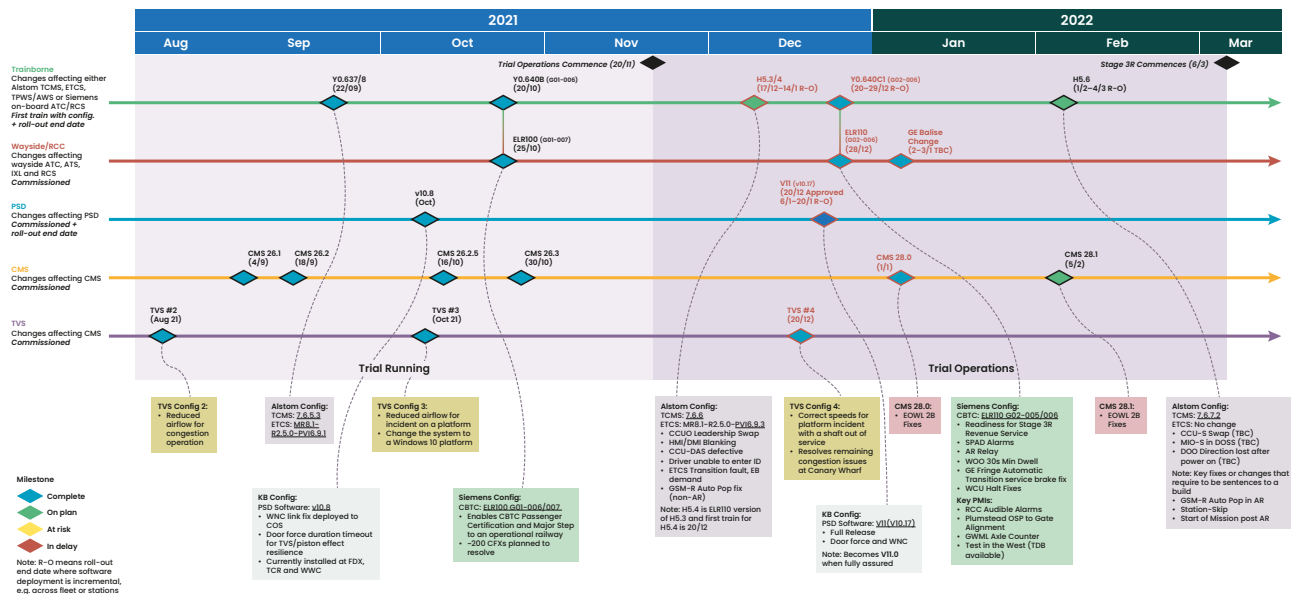 2021
2022
Aug
Sep
Oct
Nov
Dec
Jan
Feb
Mar
Trial Operations Commence (20/11)
Stage 3R Commences (6/3)
Trainborne
Changes affecting either
Alstom TCMS, ETCS,
TPWS/AWS or Siemens
on-board ATC/RCS
First train with config.
+ roll-out end date
Y0.637/8
(22/09)
Y0.640B (G01-006)
(20/10)
H5.3/4
(17/12-14/1 R-O)
Y0.640C1 (G02-006)
(20-29/12 R-O)
H5.6
(1/2-4/3 R-O)
Wayside/RCC
Changes affecting
wayside ATC, ATS,
IXL and RCS
Commissioned
ELR100 (G01-007)
(25/10)
ELR110
(G02-006)
(28/12)
GE Balise
Change
(2-3/1 TBC)
PSD
Changes affecting PSD
Commissioned +
roll-out end date
v10.8
(Oct)
V11 (v10.17)
(20/12 Approved
6/1-20/1 R-O)
CMS
Changes affecting CMS
Commissioned
CMS 26.1
(4/9)
CMS 26.2
(18/9)
CMS 26.2.5
(16/10)
CMS 26.3
(30/10)
CMS 28.0
(1/1)
CMS 28.1
(5/2)
TVS
Changes affecting CMS
Commissioned
TVS #2
(Aug 21)
TVS #3
(Oct 21)
TVS #4
(20/12)
Trial Running
Trial Operations
TVS Config 2:
• Reduced
airflow for
congestion
operation
Alstom Config:
TCMS: 7.6.5.3
ETCS: MR8.1-
R2.5.0-PV16.9.1
TVS Config 3:
• Reduced airflow for
incident on a platform
• Change the system to
a Windows 10 platform
Alstom Config:
TCMS: 7.6.6
ETCS: MR8.1-R2.5.0-PV16.9.3
• CCUO Leadership Swap
• HMI/DMI Blanking
• CCU-DAS defective
• Driver unable to enter ID
• ETCS Transition fault, EB
demand
• GSM-R Auto Pop fix
(non-AR)
Note: H5.4 is ELR110 version
of H5.3 and first train for
H5.4 is 20/12
TVS Config 4:
• Correct speeds for
platform incident
with a shaft out of
service
• Resolves remaining
congestion issues
at Canary Wharf
CMS 28.0:
• EOWL 2B
Fixes
Siemens Config:
CBTC: ELR110 G02-005/006
• Readiness for Stage 3R
Revenue Service
• SPAD Alarms
• AR Relay
• WOO 30s Min Dwell
• GE Fringe Automatic
Transition service brake fix
• WCU Halt Fixes
Key PMIs:
• RCC Audible Alarms
• Plumstead OSP to Gate
Alignment
• GWML Axle Counter
• Test in the West (TDB
available)
CMS 28.1:
• EOWL 2B
Fixes
Alstom Config:
TCMS: 7.6.7.2
ETCS: No change
• CCU-S Swap (TBC)
• MIO-S in DOSS (TBC)
• DOO Direction lost after
power on (TBC)
Note: Key fixes or changes that
require to be sentences to a
build
• GSM-R Auto Pop in AR
• Station-Skip
• Start of Mission post AR
KB Config:
PSD Software: v10.8
• WNC link fix deployed to
COS
• Door force duration timeout
for TVS/piston effect
resilience
• Currently installed at FDX,
TCR and WWC
Siemens Config:
CBTC: ELR100 G01-006/007
• Enables CBTC Passenger
Certification and Major Step
to an operational railway
• ~200 CFXs planned to
resolve
KB Config:
PSD Software: V11(V10.17)
• Full Release
• Door force and WNC
Note: Becomes V11.0
when fully assured
Milestone
Complete
On plan
At risk
In delay
Note: R-O means roll-out
end date where software
deployment is incremental,
e.g. across fleet or stations